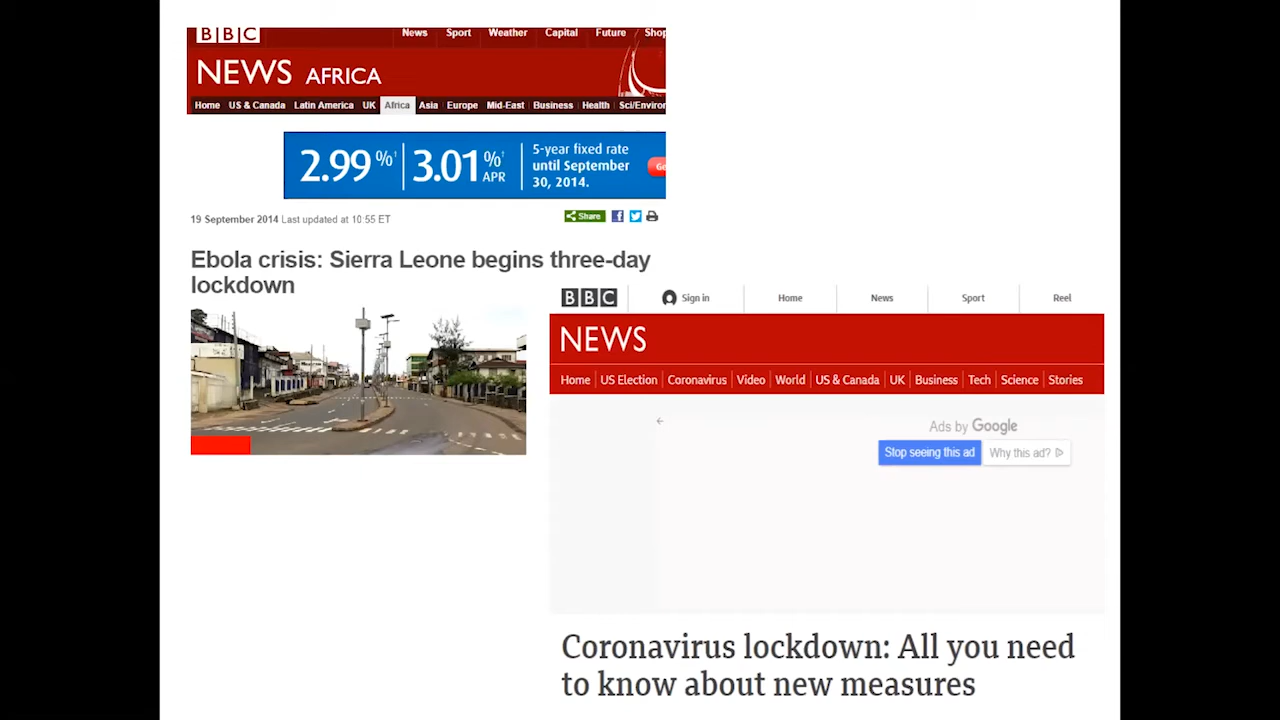 BBC
News Sport Weather Capital Future Shop
NEWS AFRICA
Home US & Canada Latin America UK Africa Asia Europe Mid-East Business Health Sci/Environ
2.99%† 3.01%† APR
5-year fixed rate
until September
30, 2014.
19 September 2014 Last updated at 10:55 ET
Share
Ebola crisis: Sierra Leone begins three-day
lockdown
BBC Sign in Home News Sport Reel
NEWS
Home US Election Coronavirus Video World US & Canada UK Business Tech Science Stories
Ads by Google
Stop seeing this ad Why this ad?
Coronavirus lockdown: All you need
to know about new measures